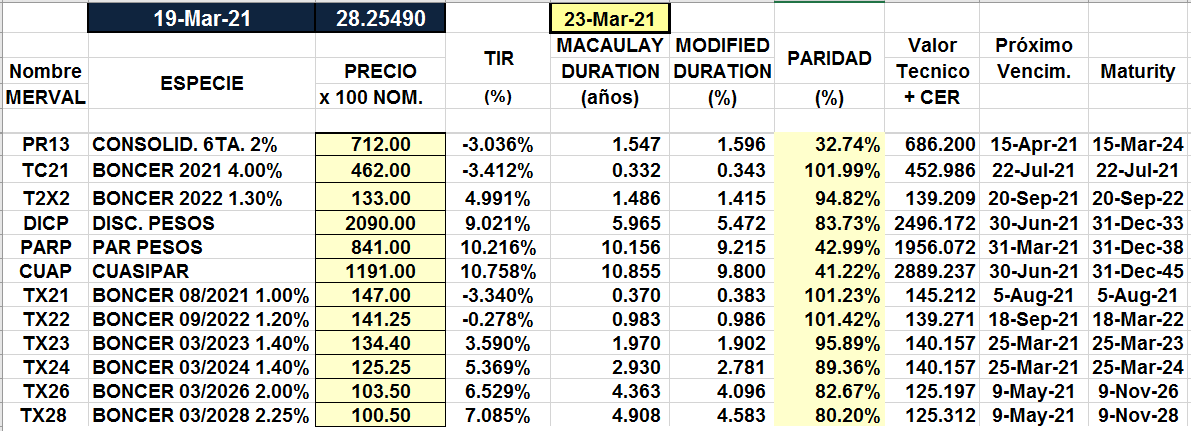 19-Mar-21 28.25490 23-Mar-21
Nombre MERVAL ESPECIE PRECIO x 100 NOM. TIR (%) MACAULAY DURATION (años) MODIFIED DURATION (%) PARIDAD (%) Valor Tecnico + CER Próximo Vencim. Maturity
PR13 CONSOLID. 6TA. 2% 712.00 -3.036% 1.547 1.596 32.74% 686.200 15-Apr-21 15-Mar-24
TC21 BONCER 2021 4.00% 462.00 -3.412% 0.332 0.343 101.99% 452.986 22-Jul-21 22-Jul-21
T2X2 BONCER 2022 1.30% 133.00 4.991% 1.486 1.415 94.82% 139.209 20-Sep-21 20-Sep-22
DICP DISC. PESOS 2090.00 9.021% 5.965 5.472 83.73% 2496.172 30-Jun-21 31-Dec-33
PARP PAR PESOS 841.00 10.216% 10.156 9.215 42.99% 1956.072 31-Mar-21 31-Dec-38
CUAP CUASIPAR 1191.00 10.758% 10.855 9.800 41.22% 2889.237 30-Jun-21 31-Dec-45
TX21 BONCER 08/2021 1.00% 147.00 -3.340% 0.370 0.383 101.23% 145.212 5-Aug-21 5-Aug-21
TX22 BONCER 09/2022 1.20% 141.25 -0.278% 0.983 0.986 101.42% 139.271 18-Sep-21 18-Mar-22
TX23 BONCER 03/2023 1.40% 134.40 3.590% 1.970 1.902 95.89% 140.157 25-Mar-21 25-Mar-23
TX24 BONCER 03/2024 1.40% 125.25 5.369% 2.930 2.781 89.36% 140.157 25-Mar-21 25-Mar-24
TX26 BONCER 03/2026 2.00% 103.50 6.529% 4.363 4.096 82.67% 125.197 9-May-21 9-Nov-26
TX28 BONCER 03/2028 2.25% 100.50 7.085% 4.908 4.583 80.20% 125.312 9-May-21 9-Nov-28